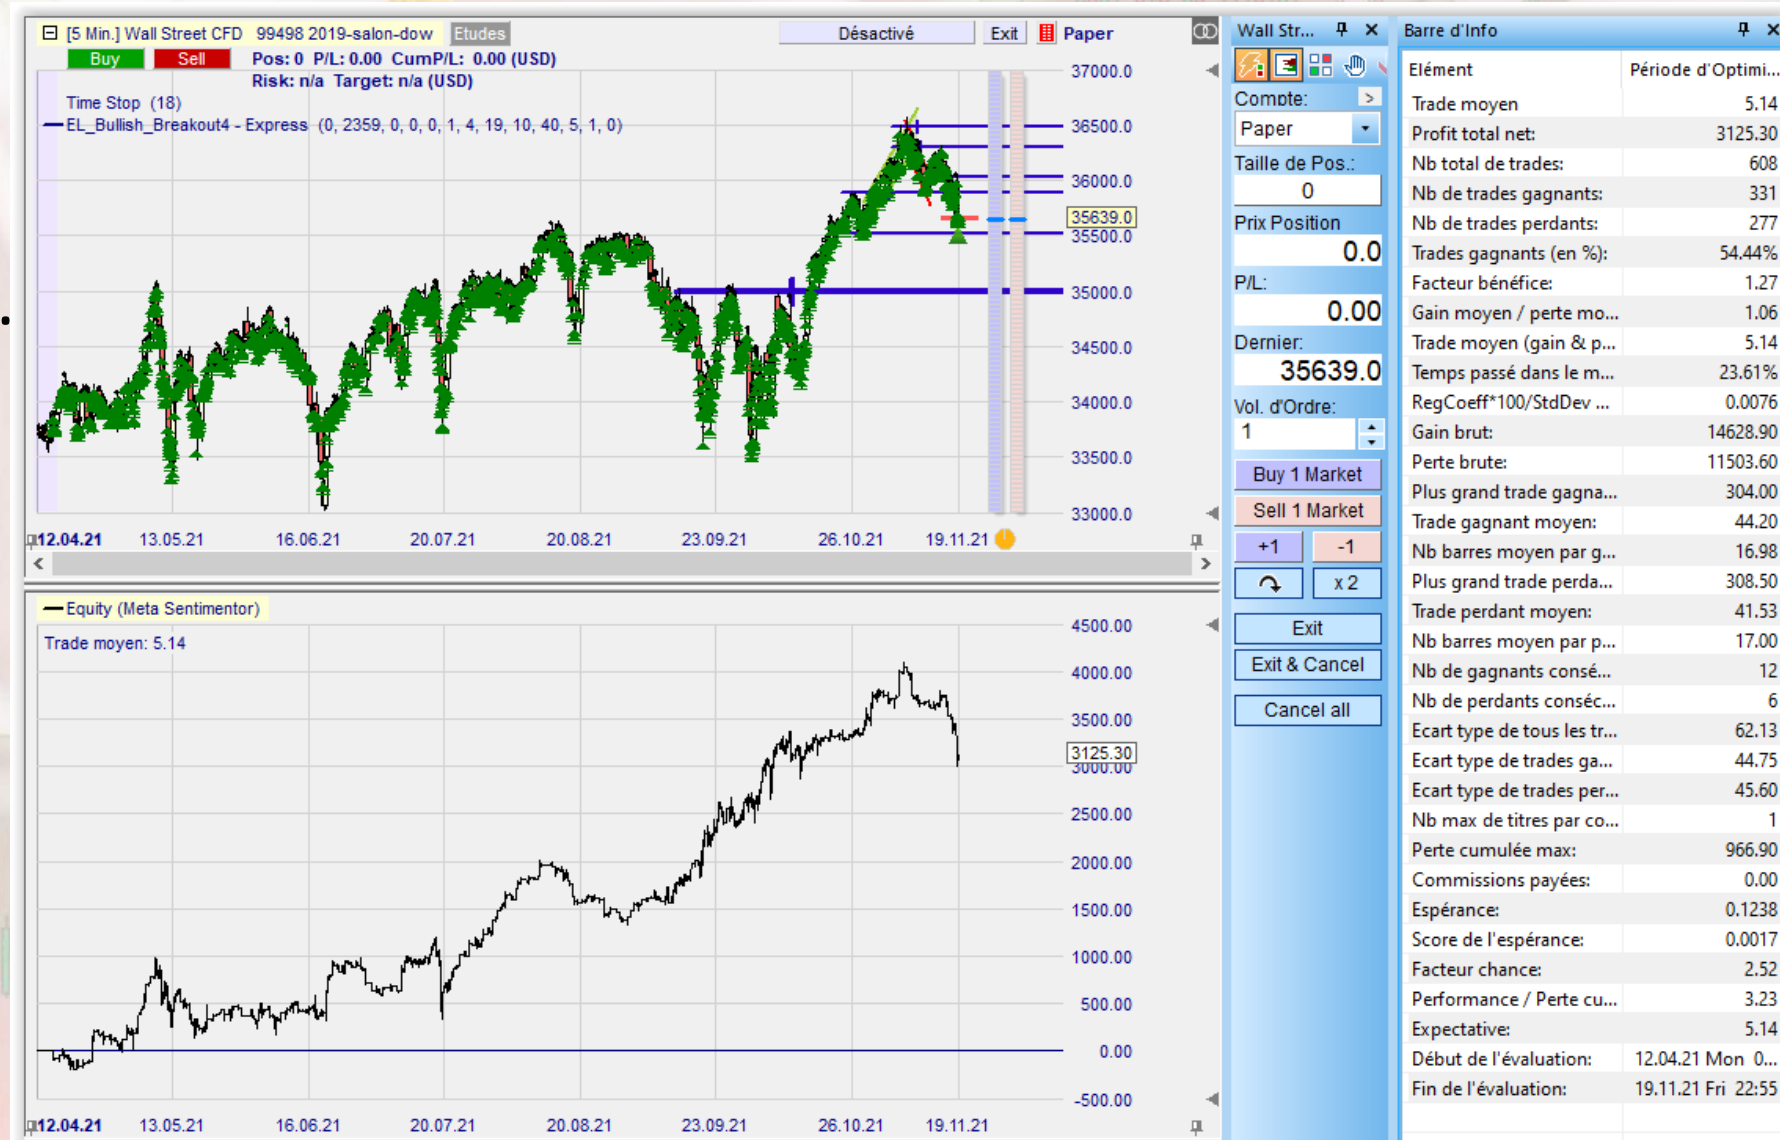 [5 Min.] Wall Street CFD 99498 2019-salon-dow Etudes
Désactivé Exit Paper
Buy Sell Pos: 0 P/L: 0.00 CumP/L: 0.00 (USD)
Risk: n/a Target: n/a (USD)
Time Stop (18)
EL_Bullish_Breakout4 - Express (0, 2359, 0, 0, 0, 1, 4, 19, 10, 40, 5, 1, 0)
37000.0
36500.0
36000.0
35639.0
35500.0
35000.0
34500.0
34000.0
33500.0
33000.0
12.04.21 13.05.21 16.06.21 20.07.21 20.08.21 23.09.21 26.10.21 19.11.21
Equity (Meta Sentimentor)
Trade moyen: 5.14
4500.00
4000.00
3500.00
3125.30
3000.00
2500.00
2000.00
1500.00
1000.00
500.00
0.00
-500.00
12.04.21 13.05.21 16.06.21 20.07.21 20.08.21 23.09.21 26.10.21 19.11.21
Wall Str...
Compte: >
Paper
Taille de Pos.:
0
Prix Position
0.0
P/L:
0.00
Dernier:
35639.0
Vol. d'Ordre:
1
Buy 1 Market
Sell 1 Market
+1 -1
x 2
Exit
Exit & Cancel
Cancel all
Barre d'Info
Elément Période d'Optimi...
Trade moyen 5.14
Profit total net: 3125.30
Nb total de trades: 608
Nb de trades gagnants: 331
Nb de trades perdants: 277
Trades gagnants (en %): 54.44%
Facteur bénéfice: 1.27
Gain moyen / perte mo... 1.06
Trade moyen (gain & p... 5.14
Temps passé dans le m... 23.61%
RegCoeff*100/StdDev ... 0.0076
Gain brut: 14628.90
Perte brute: 11503.60
Plus grand trade gagna... 304.00
Trade gagnant moyen: 44.20
Nb barres moyen par g... 16.98
Plus grand trade perda... 308.50
Trade perdant moyen: 41.53
Nb barres moyen par p... 17.00
Nb de gagnants consé... 12
Nb de perdants conséc... 6
Ecart type de tous les tr... 62.13
Ecart type de trades ga... 44.75
Ecart type de trades per... 45.60
Nb max de titres par co... 1
Perte cumulée max: 966.90
Commissions payées: 0.00
Espérance: 0.1238
Score de l'espérance: 0.0017
Facteur chance: 2.52
Performance / Perte cu... 3.23
Expectative: 5.14
Début de l'évaluation: 12.04.21 Mon 0...
Fin de l'évaluation: 19.11.21 Fri 22:55